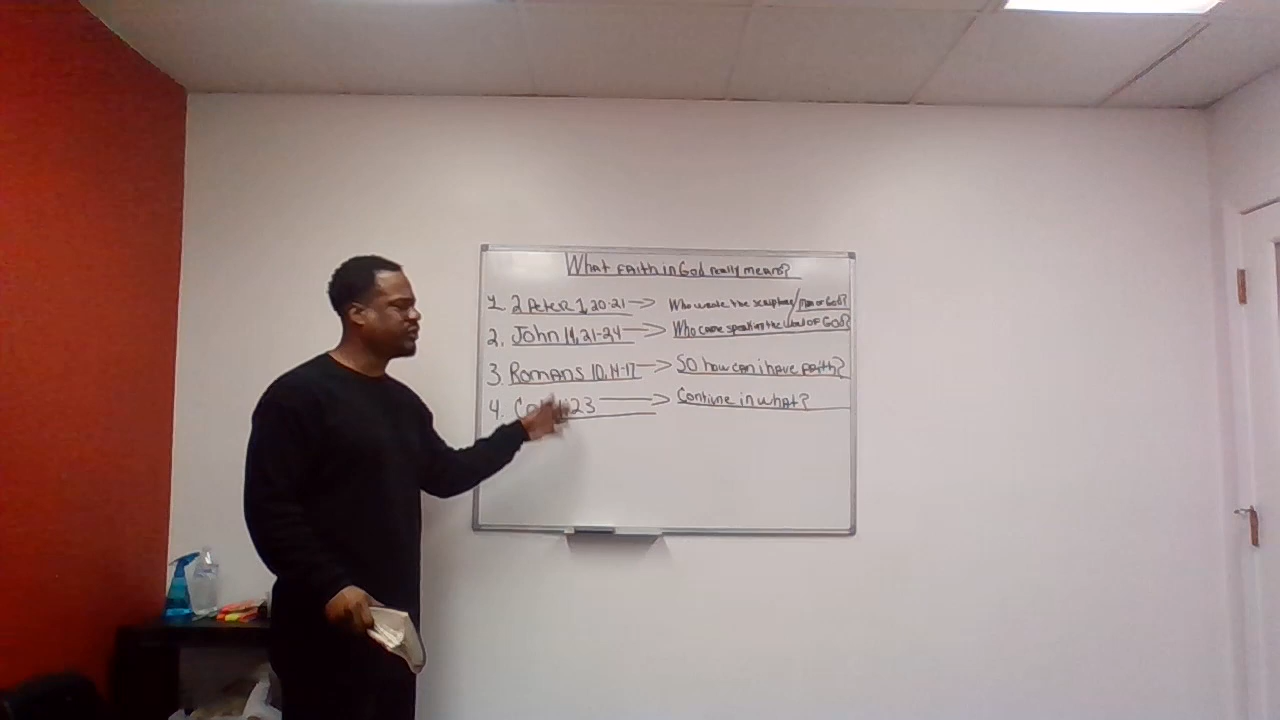 What faith in God really means?
1. 2 Peter 1,20-21 → Who wrote the scripture/man or God?
2. John 14,21-24 → Who came speaking the word of GOD?
3. Romans 10,14-17 → SO how can i have faith?
4. 1:23 → Continue in what?